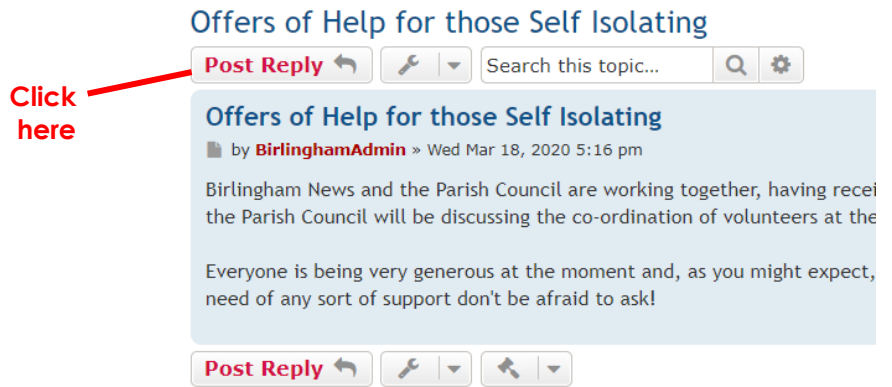 Offers of Help for those Self Isolating
Post Reply
Search this topic...
Click
here
Offers of Help for those Self Isolating
by BirlinghamAdmin » Wed Mar 18, 2020 5:16 pm
Birlingham News and the Parish Council are working together, having recei
the Parish Council will be discussing the co-ordination of volunteers at the
Everyone is being very generous at the moment and, as you might expect,
need of any sort of support don't be afraid to ask!
Post Reply